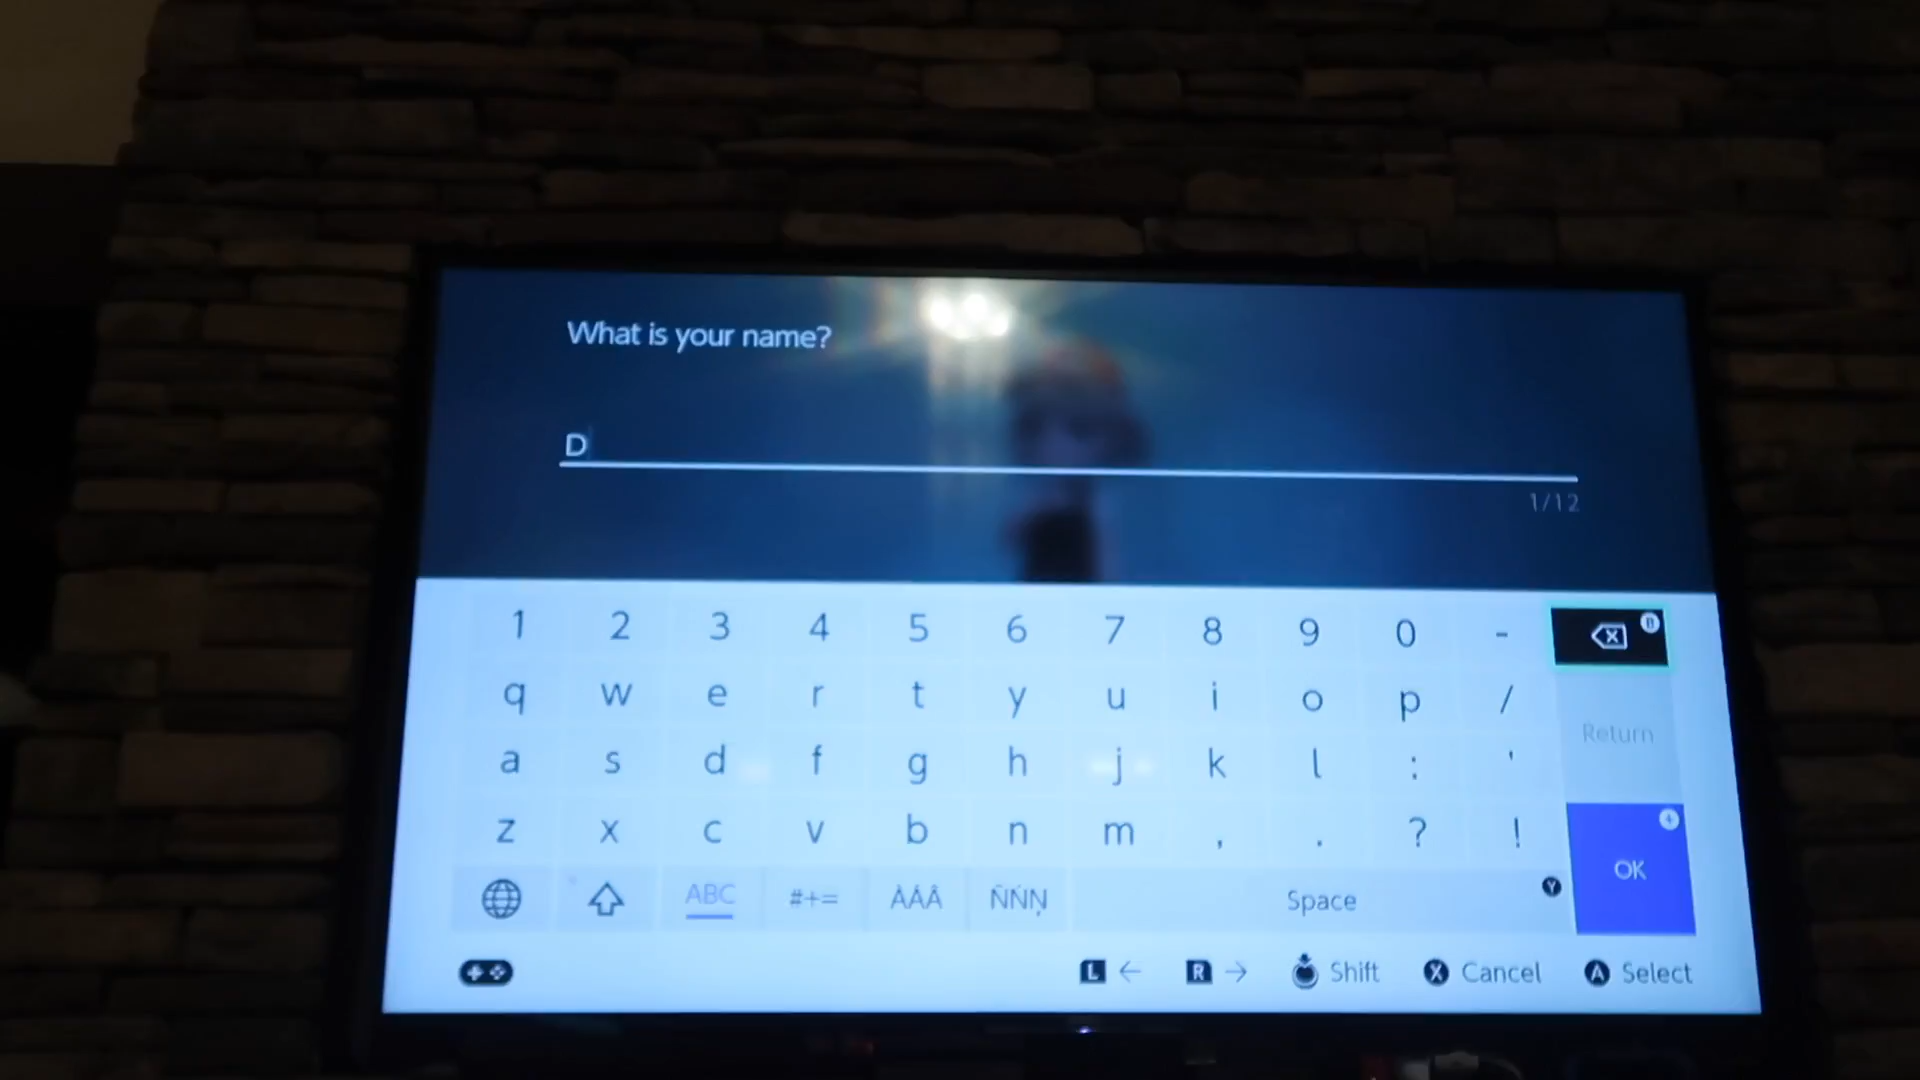 What is your name?
D
1/12
1 2 3 4 5 6 7 8 9 0 -
q w e r t y u i o p /
Return
a s d f g h j k l : '
z x c v b n m , . ? !
OK
ABC #+= ÀÁÂ ÑŃŅ Space Y
L ← R → Shift X Cancel A Select